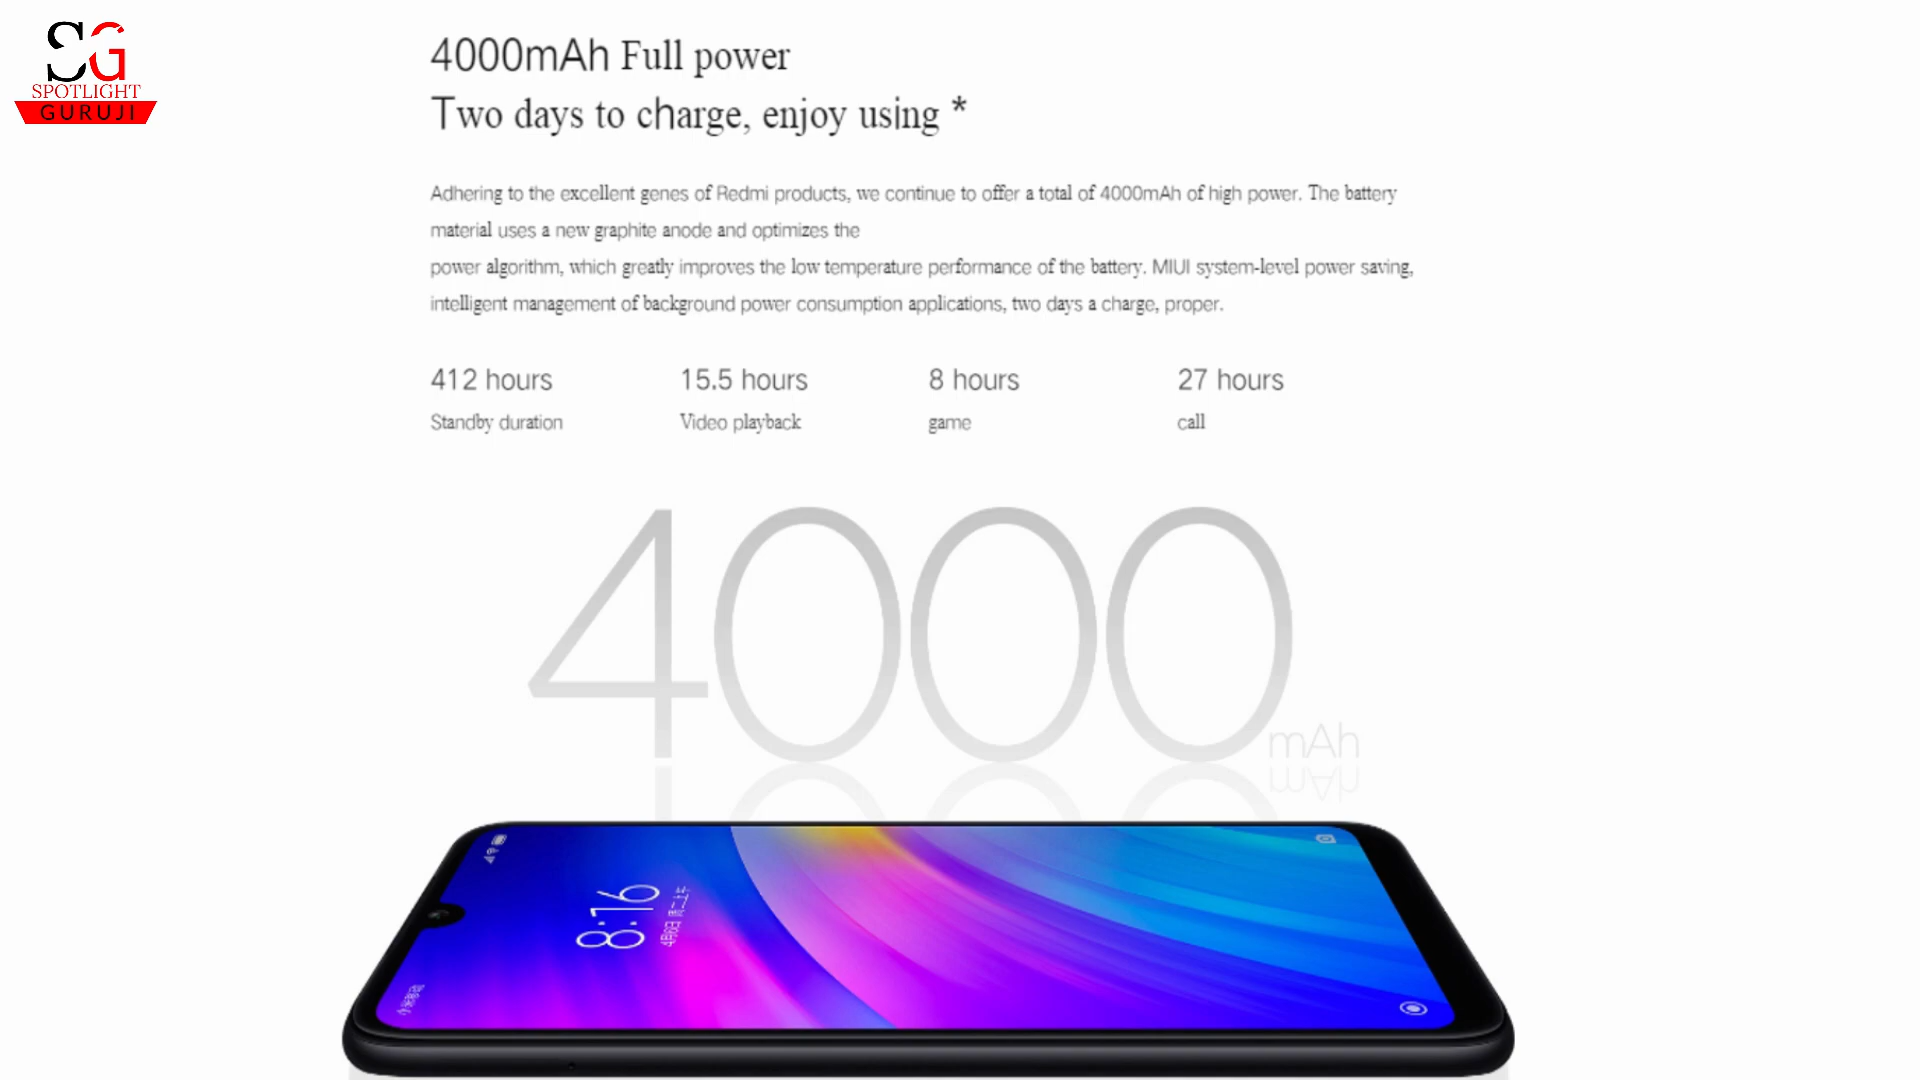 SG
SPOTLIGHT
GURUJI
4000mAh Full power
Two days to charge, enjoy using *
Adhering to the excellent genes of Redmi products, we continue to offer a total of 4000mAh of high power. The battery
material uses a new graphite anode and optimizes the
power algorithm, which greatly improves the low temperature performance of the battery. MIUI system-level power saving,
intelligent management of background power consumption applications, two days a charge, proper.
412 hours
15.5 hours
8 hours
27 hours
Standby duration
Video playback
game
call
4000
mAh
8:16